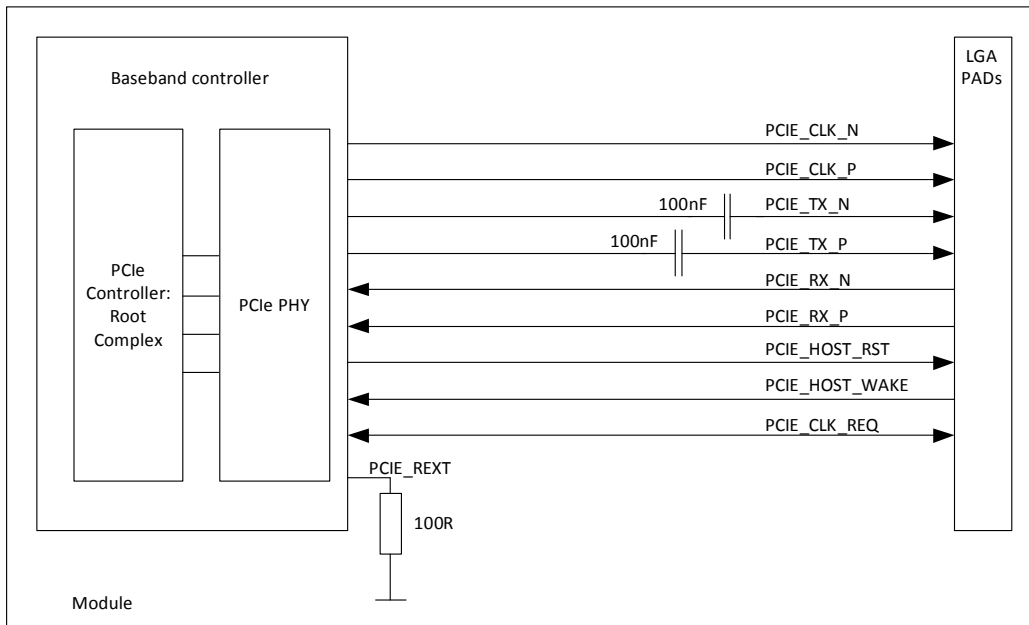 Baseband controller
LGA
PADs
PCIE_CLK_N
PCIE_CLK_P
100nF
PCIE_TX_N
100nF
PCIE_TX_P
PCIe
Controller:
Root
Complex
PCIe PHY
PCIE_RX_N
PCIE_RX_P
PCIE_HOST_RST
PCIE_HOST_WAKE
PCIE_CLK_REQ
PCIE_REXT
100R
Module